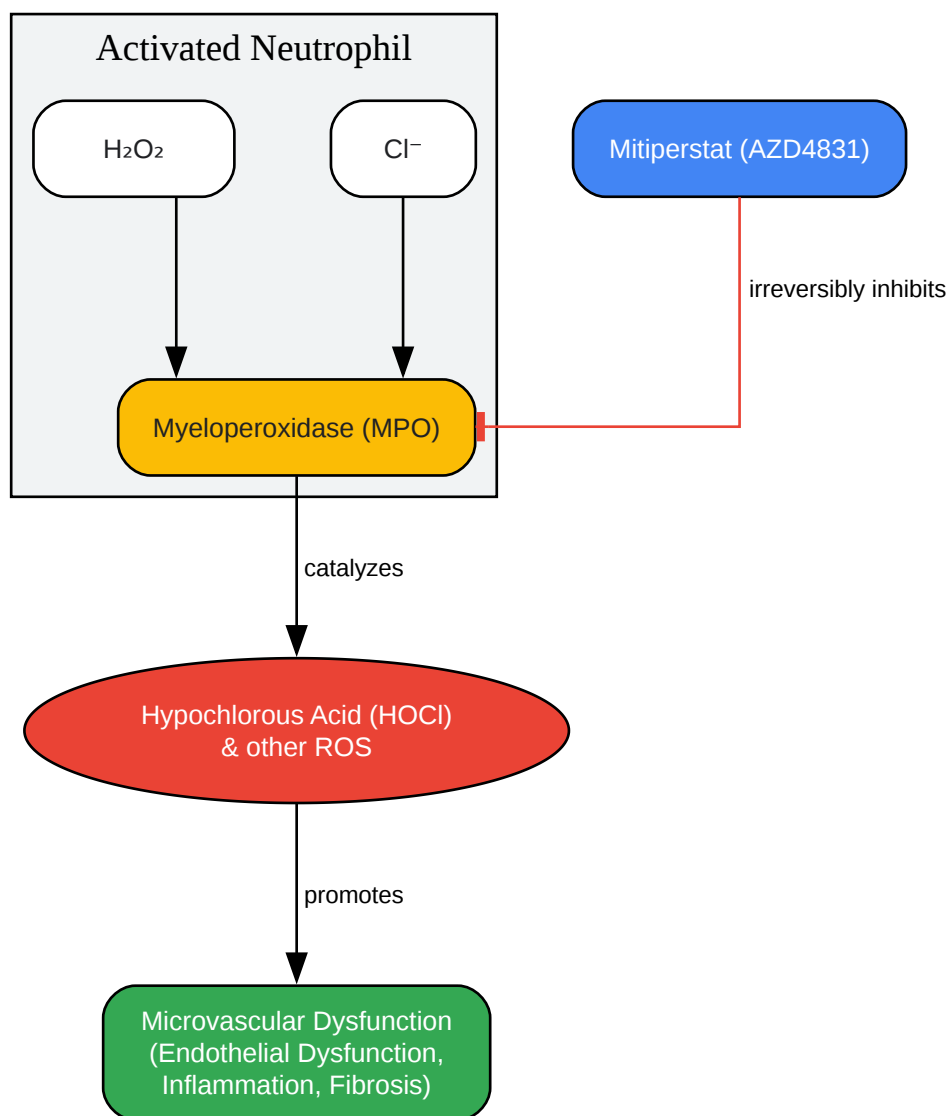 Activated Neutrophil
H₂O₂
Cl⁻
Mitiperstat (AZD4831)
irreversibly inhibits
Myeloperoxidase (MPO)
catalyzes
Hypochlorous Acid (HOCl)
& other ROS
promotes
Microvascular Dysfunction
(Endothelial Dysfunction,
Inflammation, Fibrosis)